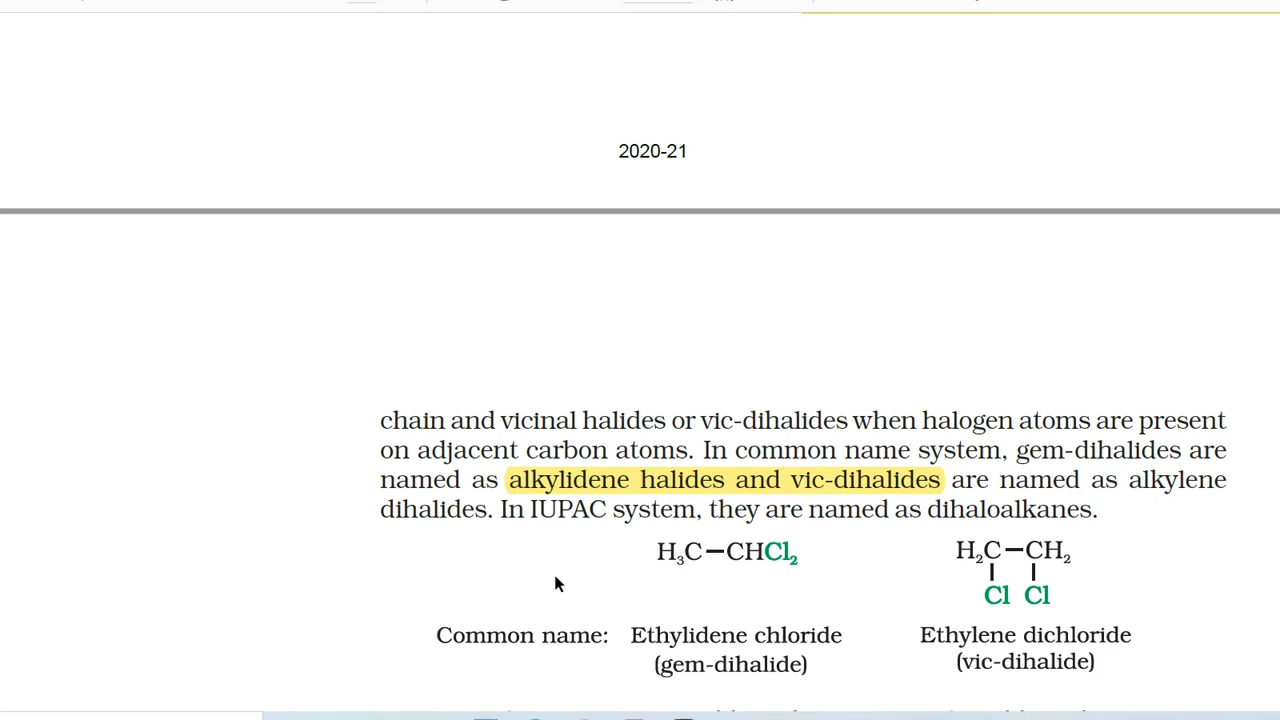 2020-21
chain and vicinal halides or vic-dihalides when halogen atoms are present
on adjacent carbon atoms. In common name system, gem-dihalides are
named as alkylidene halides and vic-dihalides are named as alkylene
dihalides. In IUPAC system, they are named as dihaloalkanes.
H₃C—CHCl₂
H₂C—CH₂
Cl Cl
Common name: Ethylidene chloride Ethylene dichloride
(gem-dihalide) (vic-dihalide)